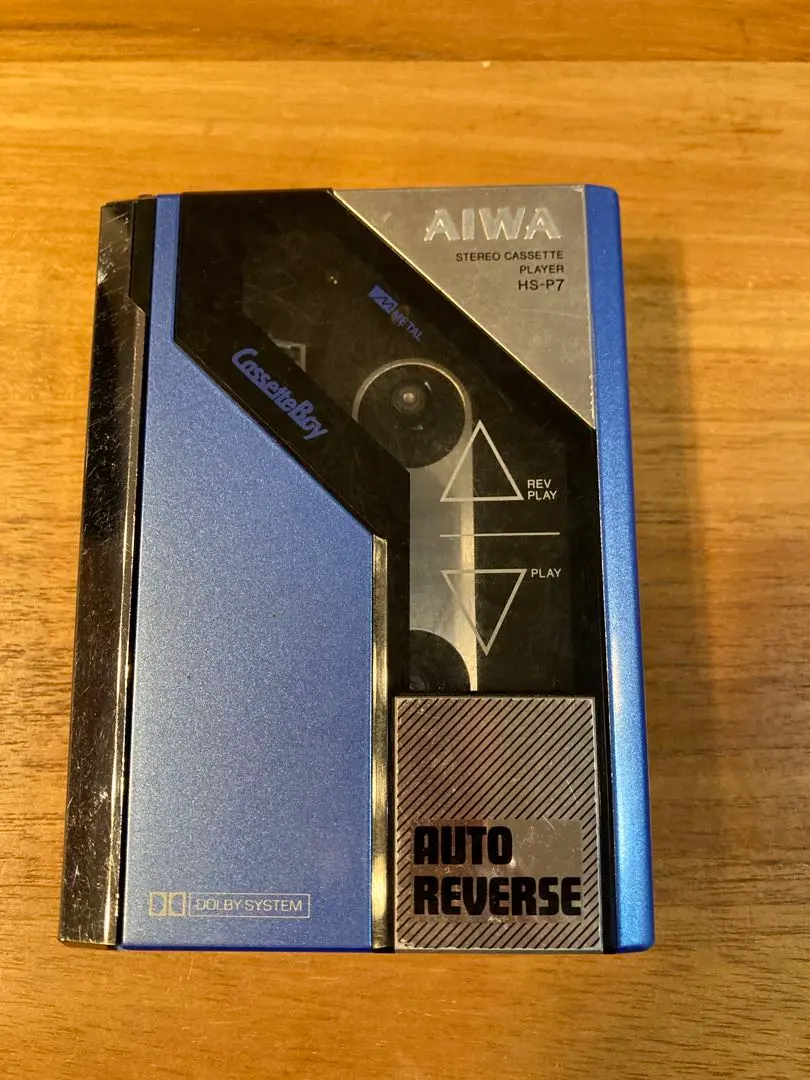 AIWA
STEREO CASSETTE
PLAYER
HS-P7
METAL
CassetteBoy
REV
PLAY
PLAY
AUTO
REVERSE
DOLBY SYSTEM